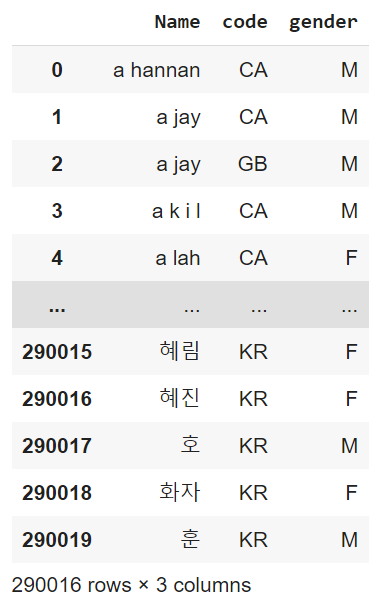 Name code gender
0 a hannan CA M
1 a jay CA M
2 a jay GB M
3 a k i l CA M
4 a lah CA F
... ... ... ...
290015 혜림 KR F
290016 혜진 KR F
290017 호 KR M
290018 화자 KR F
290019 훈 KR M
290016 rows × 3 columns